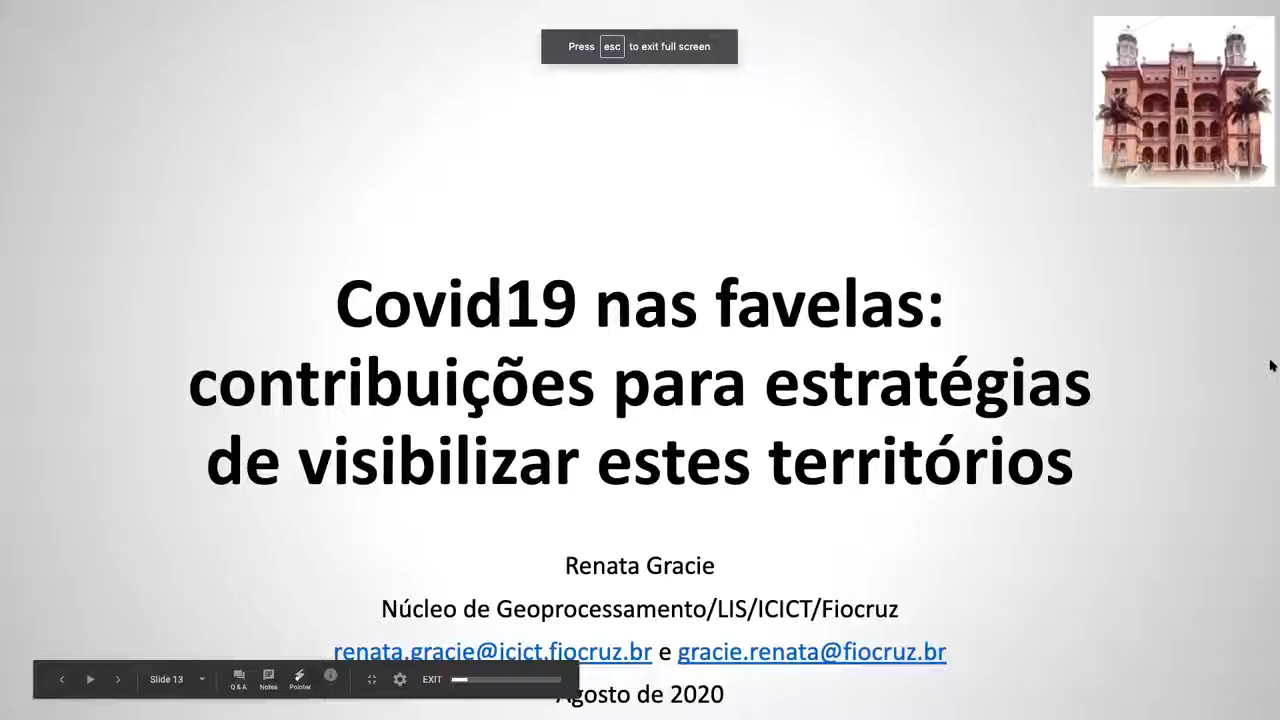 Press esc to exit full screen
Covid19 nas favelas:
contribuições para estratégias
de visibilizar estes territórios
Renata Gracie
Núcleo de Geoprocessamento/LIS/ICICT/Fiocruz
renata.gracie@icict.fiocruz.br e gracie.renata@fiocruz.br
Agosto de 2020
Slide 13 Q&A Notes Pointer EXIT